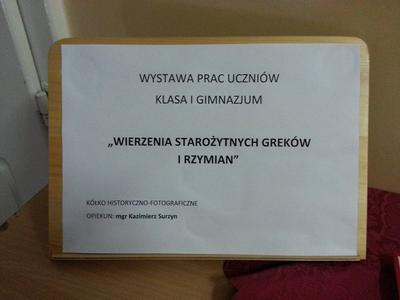 WYSTAWA PRAC UCZNIÓW
KLASA I GIMNAZJUM
„WIERZENIA STAROŻYTNYCH GREKÓW
I RZYMIAN”
KÓŁKO HISTORYCZNO-FOTOGRAFICZNE
OPIEKUN: mgr Kazimierz Surzyn